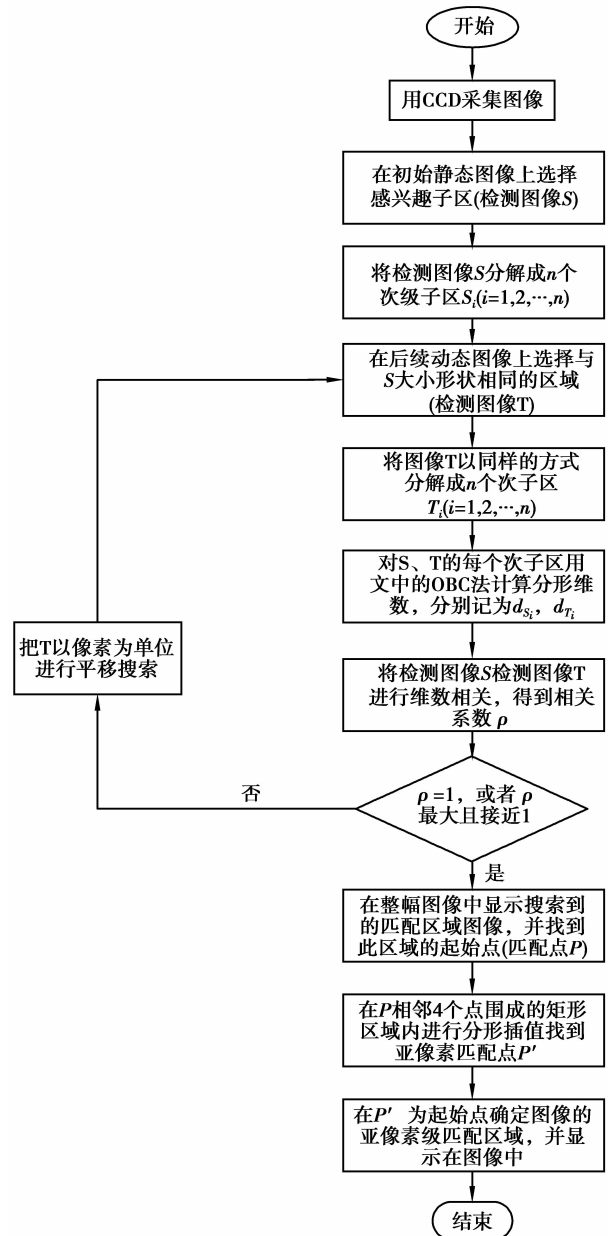 开始
用CCD采集图像
在初始静态图像上选择
感兴趣子区(检测图像S)
将检测图像S分解成n个
次级子区Sᵢ(i=1,2,···,n)
在后续动态图像上选择与
S大小形状相同的区域
(检测图像T)
将图像T以同样的方式
分解成n个次子区
Tᵢ(i=1,2,···,n)
对S、T的每个次子区用
文中的OBC法计算分形维
数，分别记为d_{Sᵢ}，d_{Tᵢ}
把T以像素为单位
进行平移搜索
将检测图像S检测图像T
进行维数相关，得到相关
系数 ρ
否
ρ =1，或者 ρ
最大且接近1
是
在整幅图像中显示搜索到
的匹配区域图像，并找到
此区域的起始点(匹配点P)
在P相邻4个点围成的矩形
区域内进行分形插值找到
亚像素匹配点P′
在P′ 为起始点确定图像的
亚像素级匹配区域，并显
示在图像中
结束